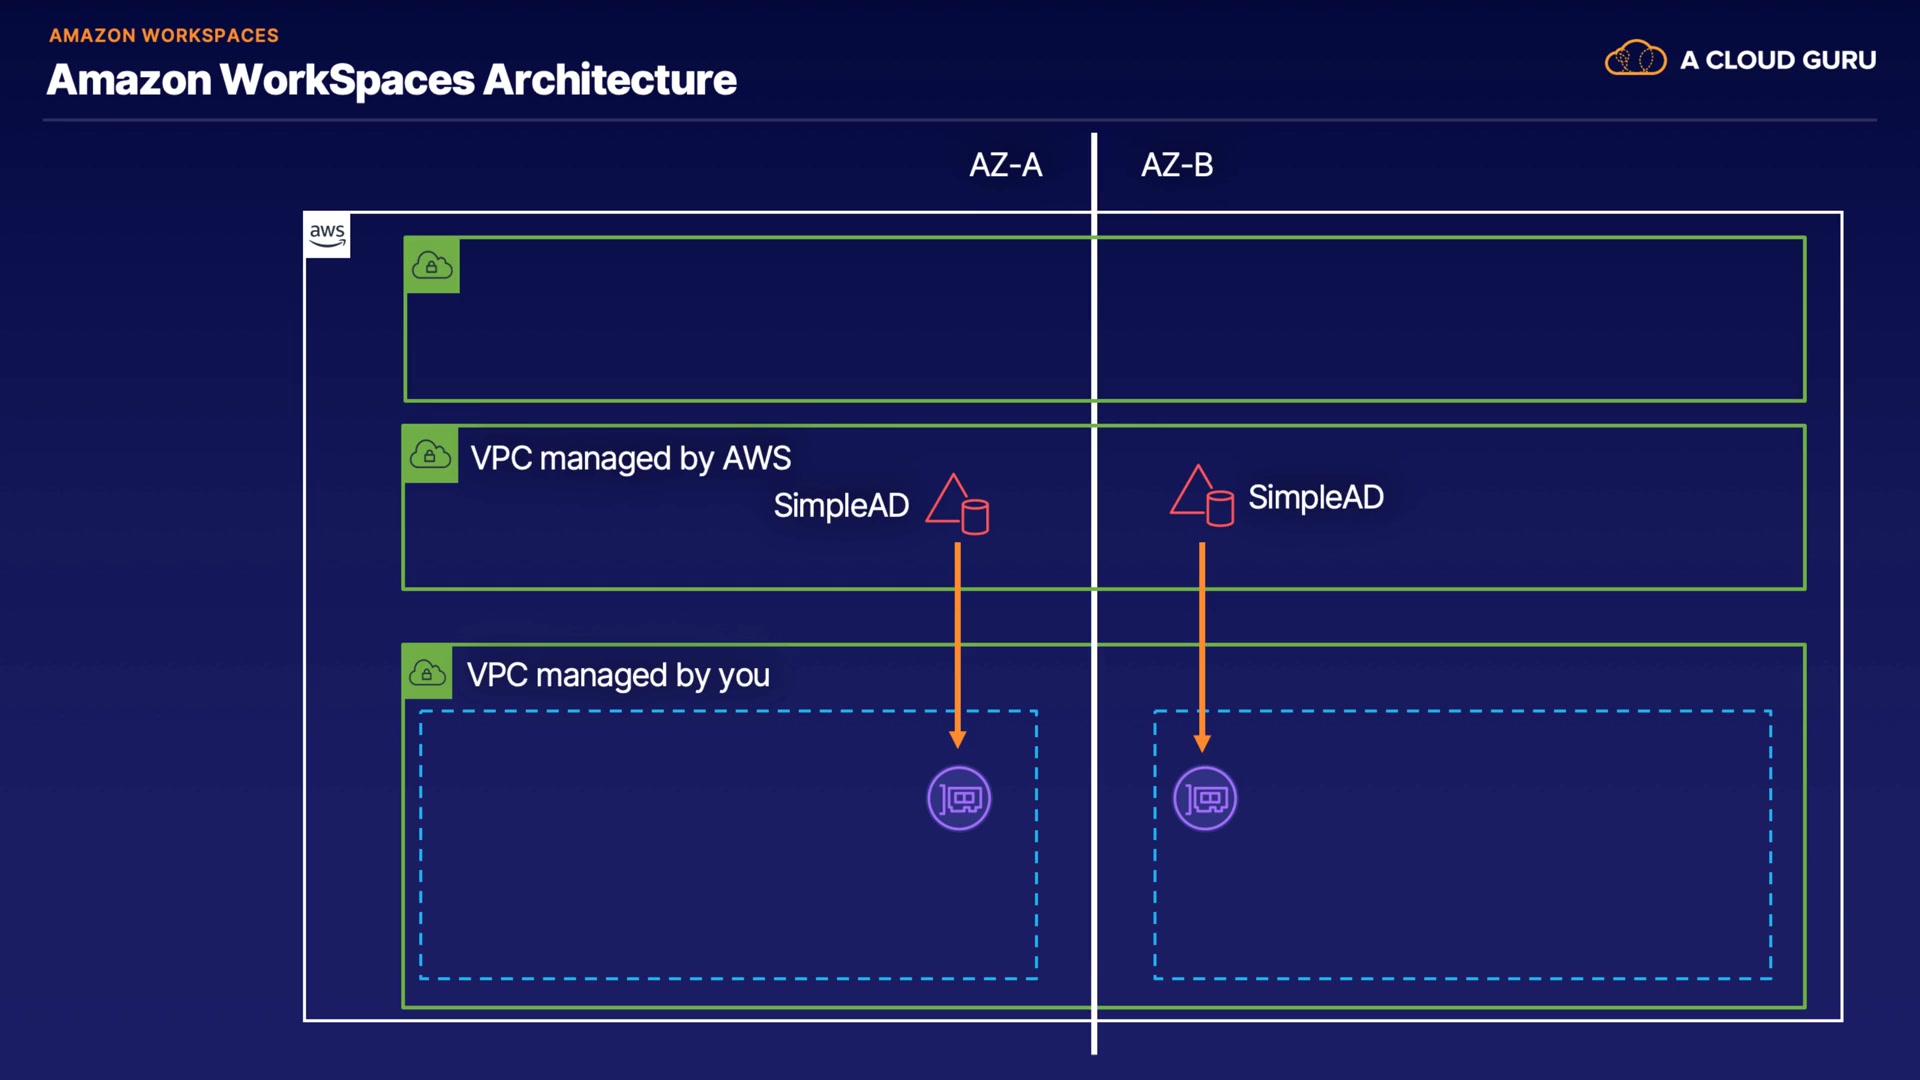 AMAZON WORKSPACES
Amazon WorkSpaces Architecture
A CLOUD GURU
AZ-A
AZ-B
aws
VPC managed by AWS
SimpleAD
SimpleAD
VPC managed by you